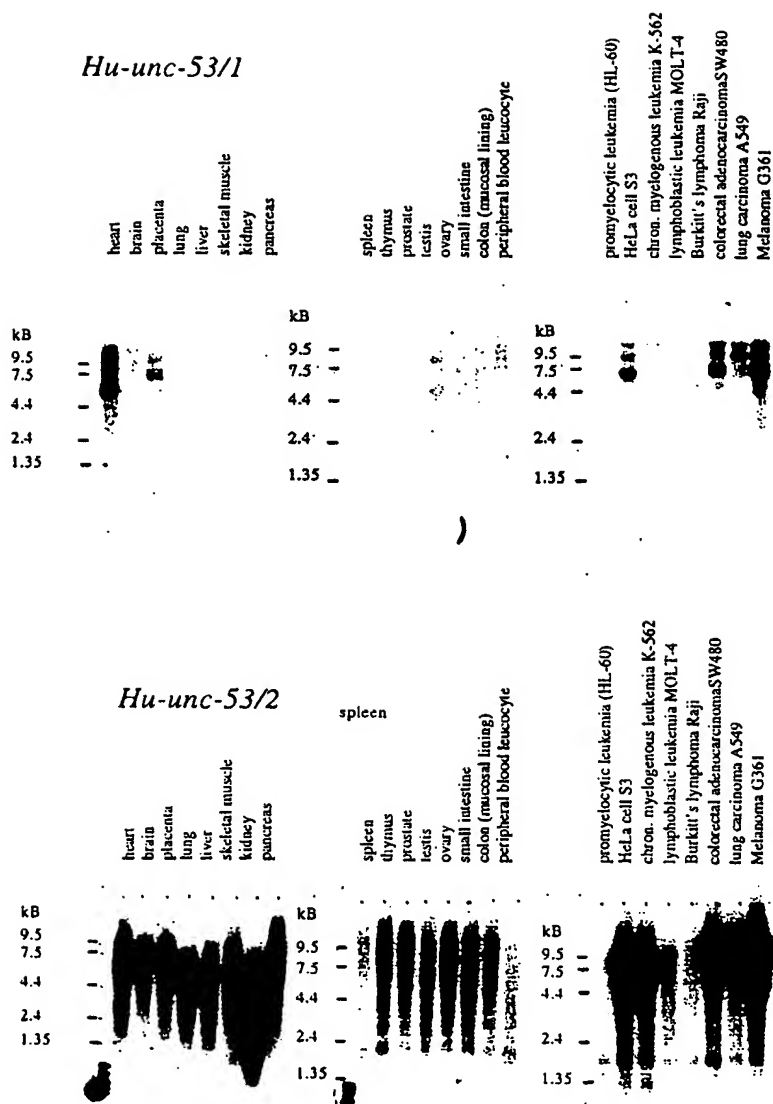 Hu-unc-53/1
heart
brain
placenta
lung
liver
skeletal muscle
kidney
pancreas
spleen
thymus
prostate
testis
ovary
small intestine
colon (mucosal lining)
peripheral blood leucocyte
promyelocytic leukemia (HL-60)
HeLa cell S3
chron. myelogenous leukemia K-562
lymphoblastic leukemia MOLT-4
Burkitt's lymphoma Raji
colorectal adenocarcinomaSW480
lung carcinoma A549
Melanoma G361
kB
9.5
7.5
4.4
2.4
1.35
kB
9.5
7.5
4.4
2.4
1.35
kB
9.5
7.5
4.4
2.4
1.35
Hu-unc-53/2
spleen
heart
brain
placenta
lung
liver
skeletal muscle
kidney
pancreas
spleen
thymus
prostate
testis
ovary
small intestine
colon (mucosal lining)
peripheral blood leucocyte
promyelocytic leukemia (HL-60)
HeLa cell S3
chron. myelogenous leukemia K-562
lymphoblastic leukemia MOLT-4
Burkitt's lymphoma Raji
colorectal adenocarcinomaSW480
lung carcinoma A549
Melanoma G361
kB
9.5
7.5
4.4
2.4
1.35
kB
9.5
7.5
4.4
2.4
1.35
kB
9.5
7.5
4.4
2.4
1.35